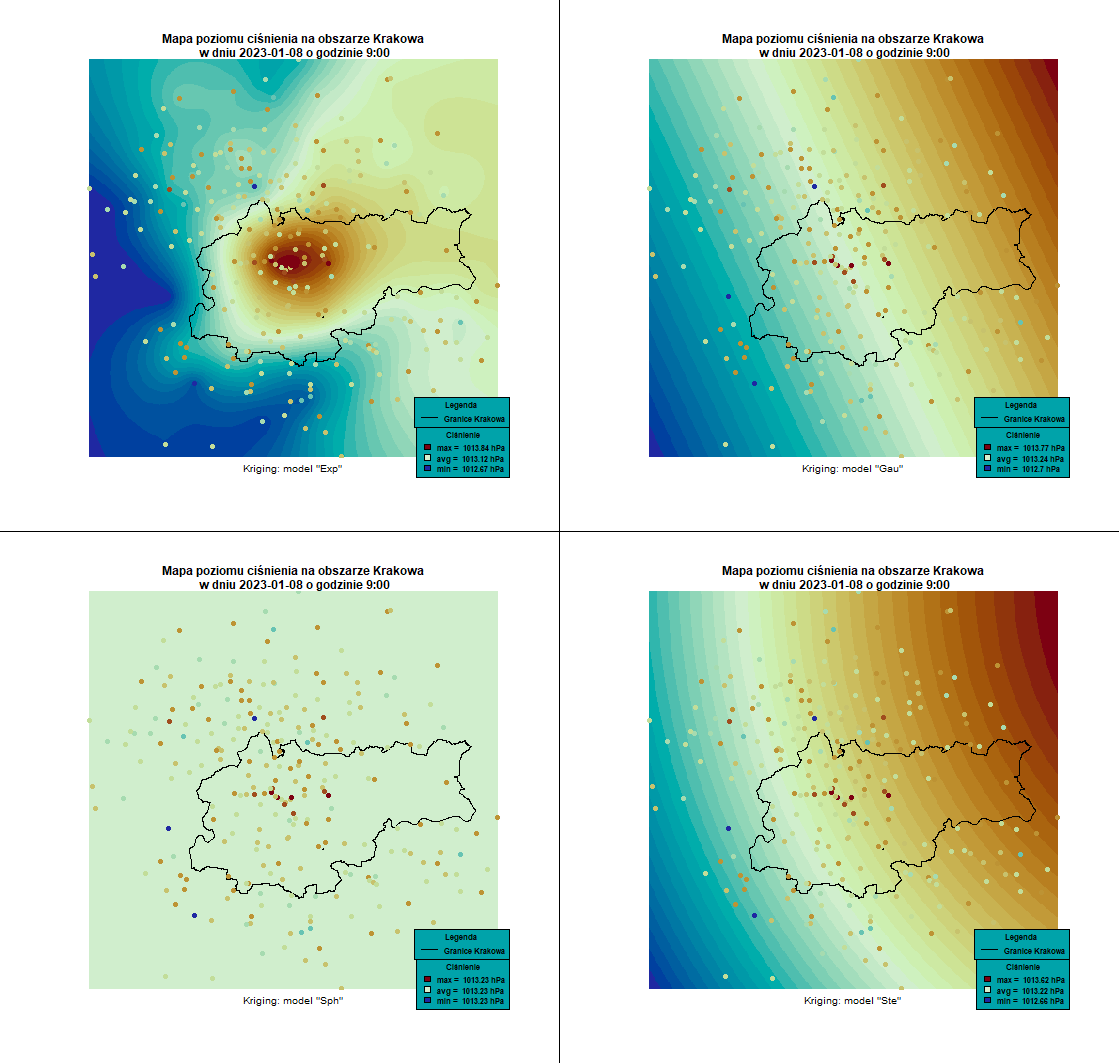 Mapa poziomu ciśnienia na obszarze Krakowa
w dniu 2023-01-08 o godzinie 9:00
Legenda
Granice Krakowa
Ciśnienie
max = 1013.84 hPa
avg = 1013.12 hPa
min = 1012.67 hPa
Kriging: model "Exp"
Mapa poziomu ciśnienia na obszarze Krakowa
w dniu 2023-01-08 o godzinie 9:00
Legenda
Granice Krakowa
Ciśnienie
max = 1013.77 hPa
avg = 1013.24 hPa
min = 1012.7 hPa
Kriging: model "Gau"
Mapa poziomu ciśnienia na obszarze Krakowa
w dniu 2023-01-08 o godzinie 9:00
Legenda
Granice Krakowa
Ciśnienie
max = 1013.23 hPa
avg = 1013.23 hPa
min = 1013.23 hPa
Kriging: model "Sph"
Mapa poziomu ciśnienia na obszarze Krakowa
w dniu 2023-01-08 o godzinie 9:00
Legenda
Granice Krakowa
Ciśnienie
max = 1013.62 hPa
avg = 1013.22 hPa
min = 1012.66 hPa
Kriging: model "Ste"